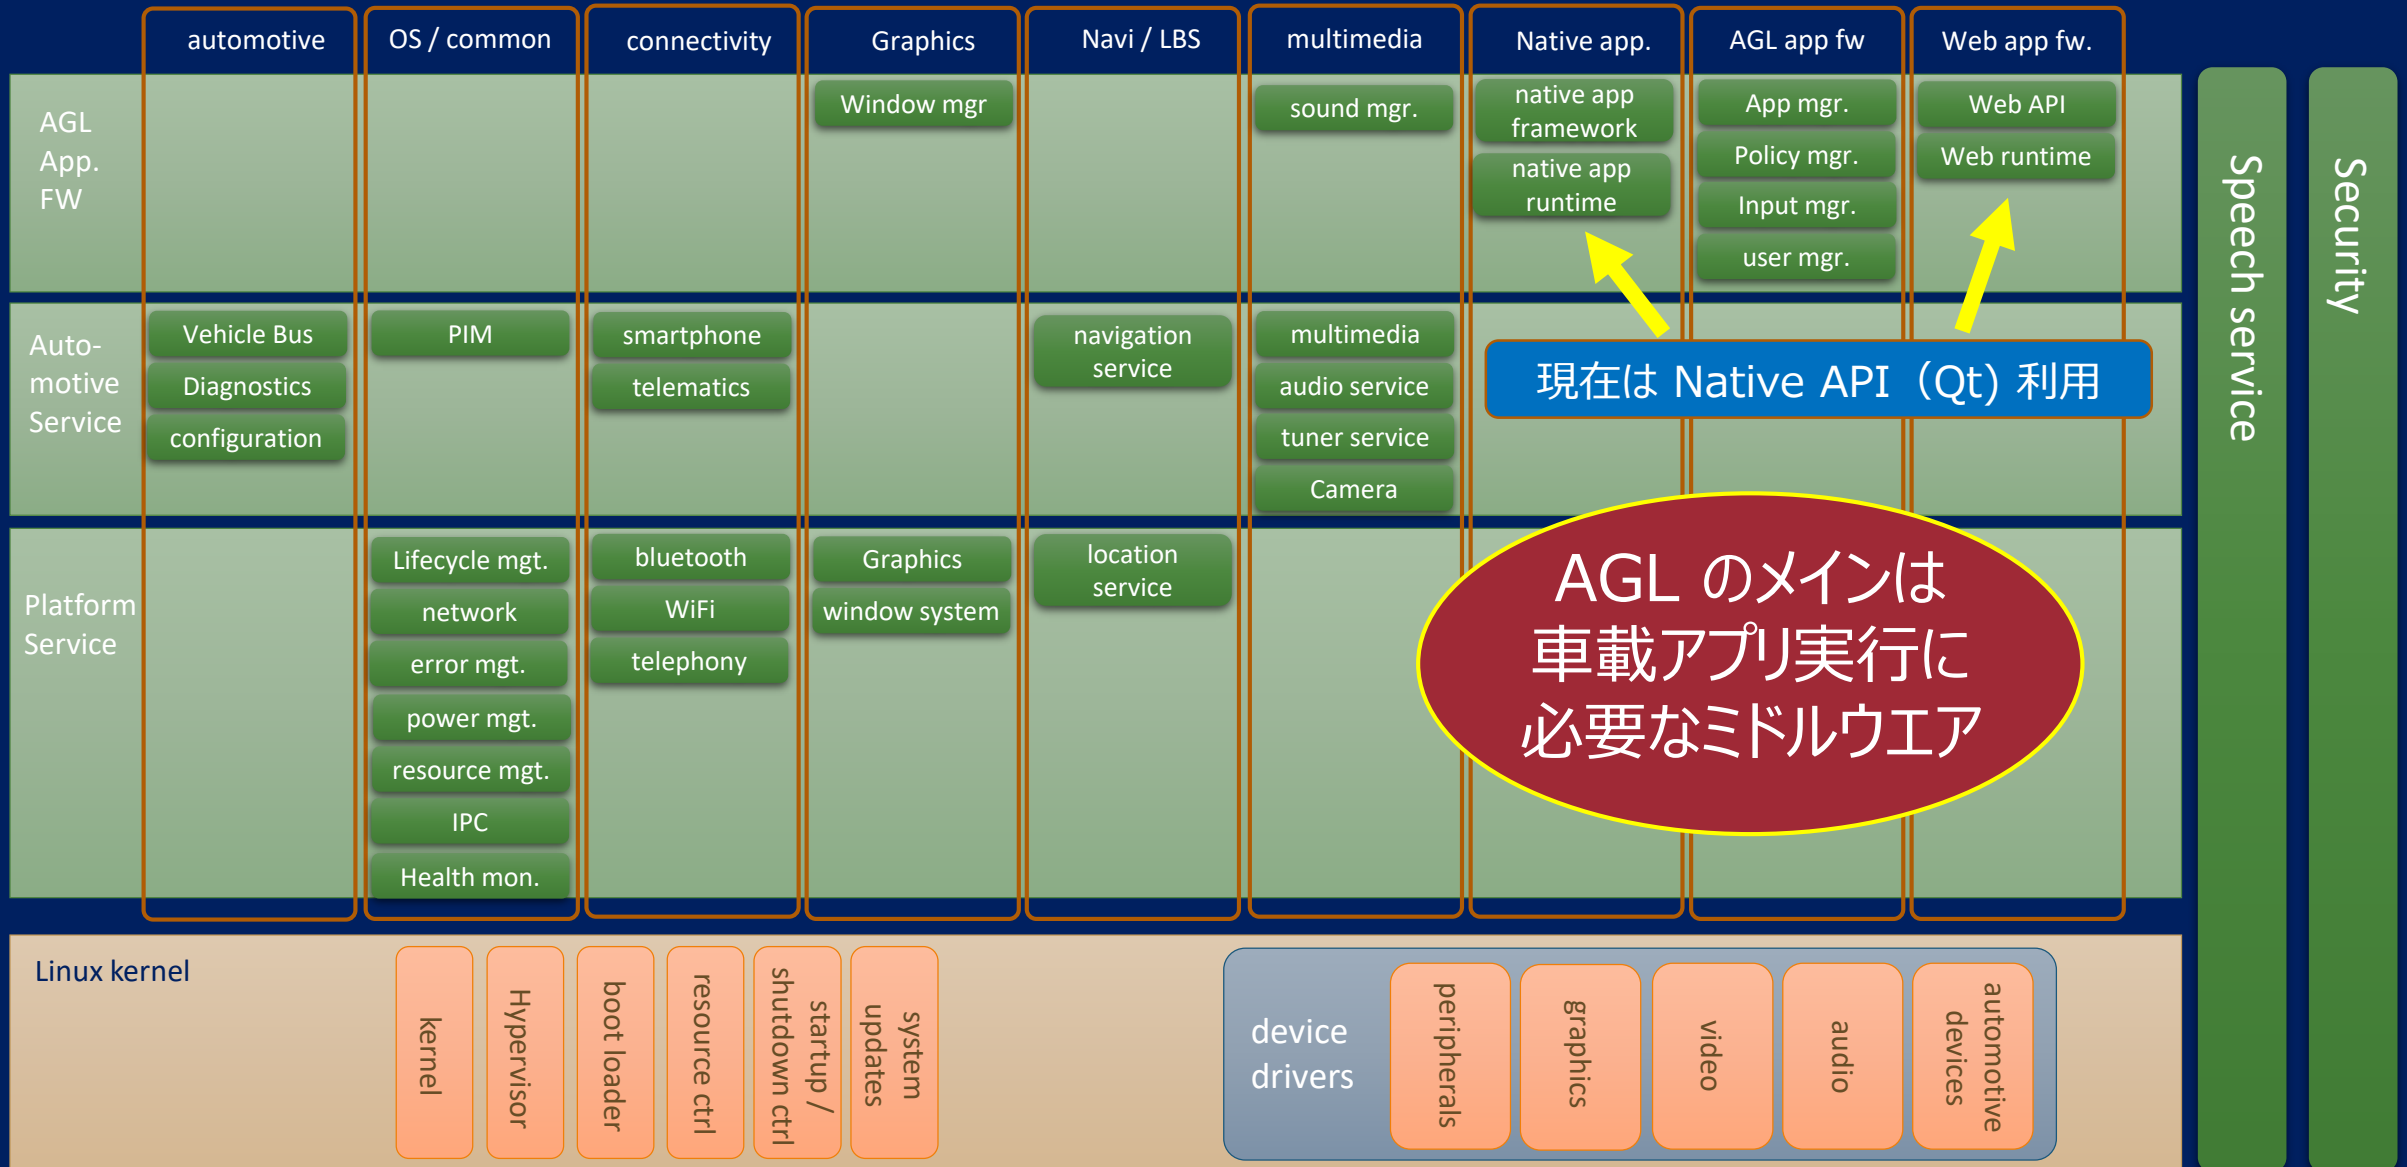 automotive
OS / common
connectivity
Graphics
Navi / LBS
multimedia
Native app.
AGL app fw
Web app fw.
AGL
App.
FW
Window mgr
sound mgr.
native app
framework
native app
runtime
App mgr.
Policy mgr.
Input mgr.
user mgr.
Web API
Web runtime
Auto-
motive
Service
Vehicle Bus
Diagnostics
configuration
PIM
smartphone
telematics
navigation
service
multimedia
audio service
tuner service
Camera
現在は Native API（Qt) 利用
Platform
Service
Lifecycle mgt.
network
error mgt.
power mgt.
resource mgt.
IPC
Health mon.
bluetooth
WiFi
telephony
Graphics
window system
location
service
AGL のメインは
車載アプリ実行に
必要なミドルウエア
Speech service
Security
Linux kernel
kernel
Hypervisor
boot loader
resource ctrl
startup /
shutdown ctrl
system
updates
device
drivers
peripherals
graphics
video
audio
automotive
devices